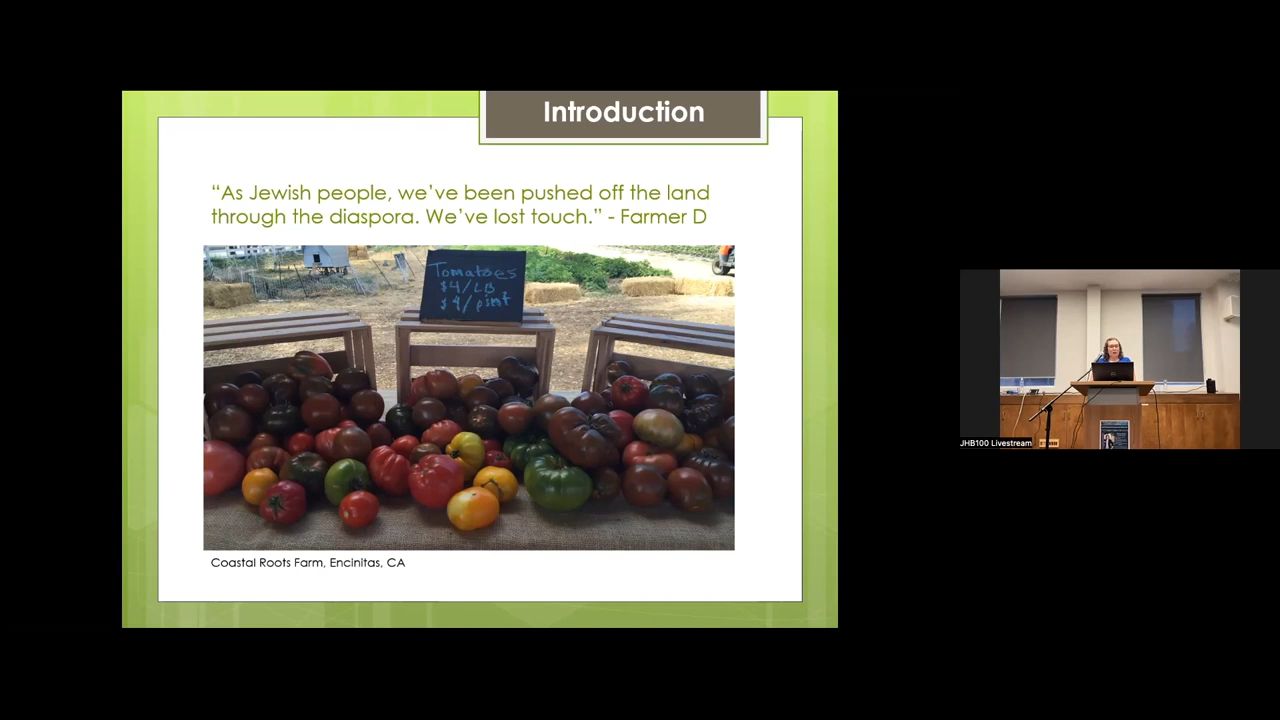 Introduction
“As Jewish people, we’ve been pushed off the land
through the diaspora. We’ve lost touch.” - Farmer D
Tomatoes
$4/LB
$4/pint
Coastal Roots Farm, Encinitas, CA
JHB100 Livestream